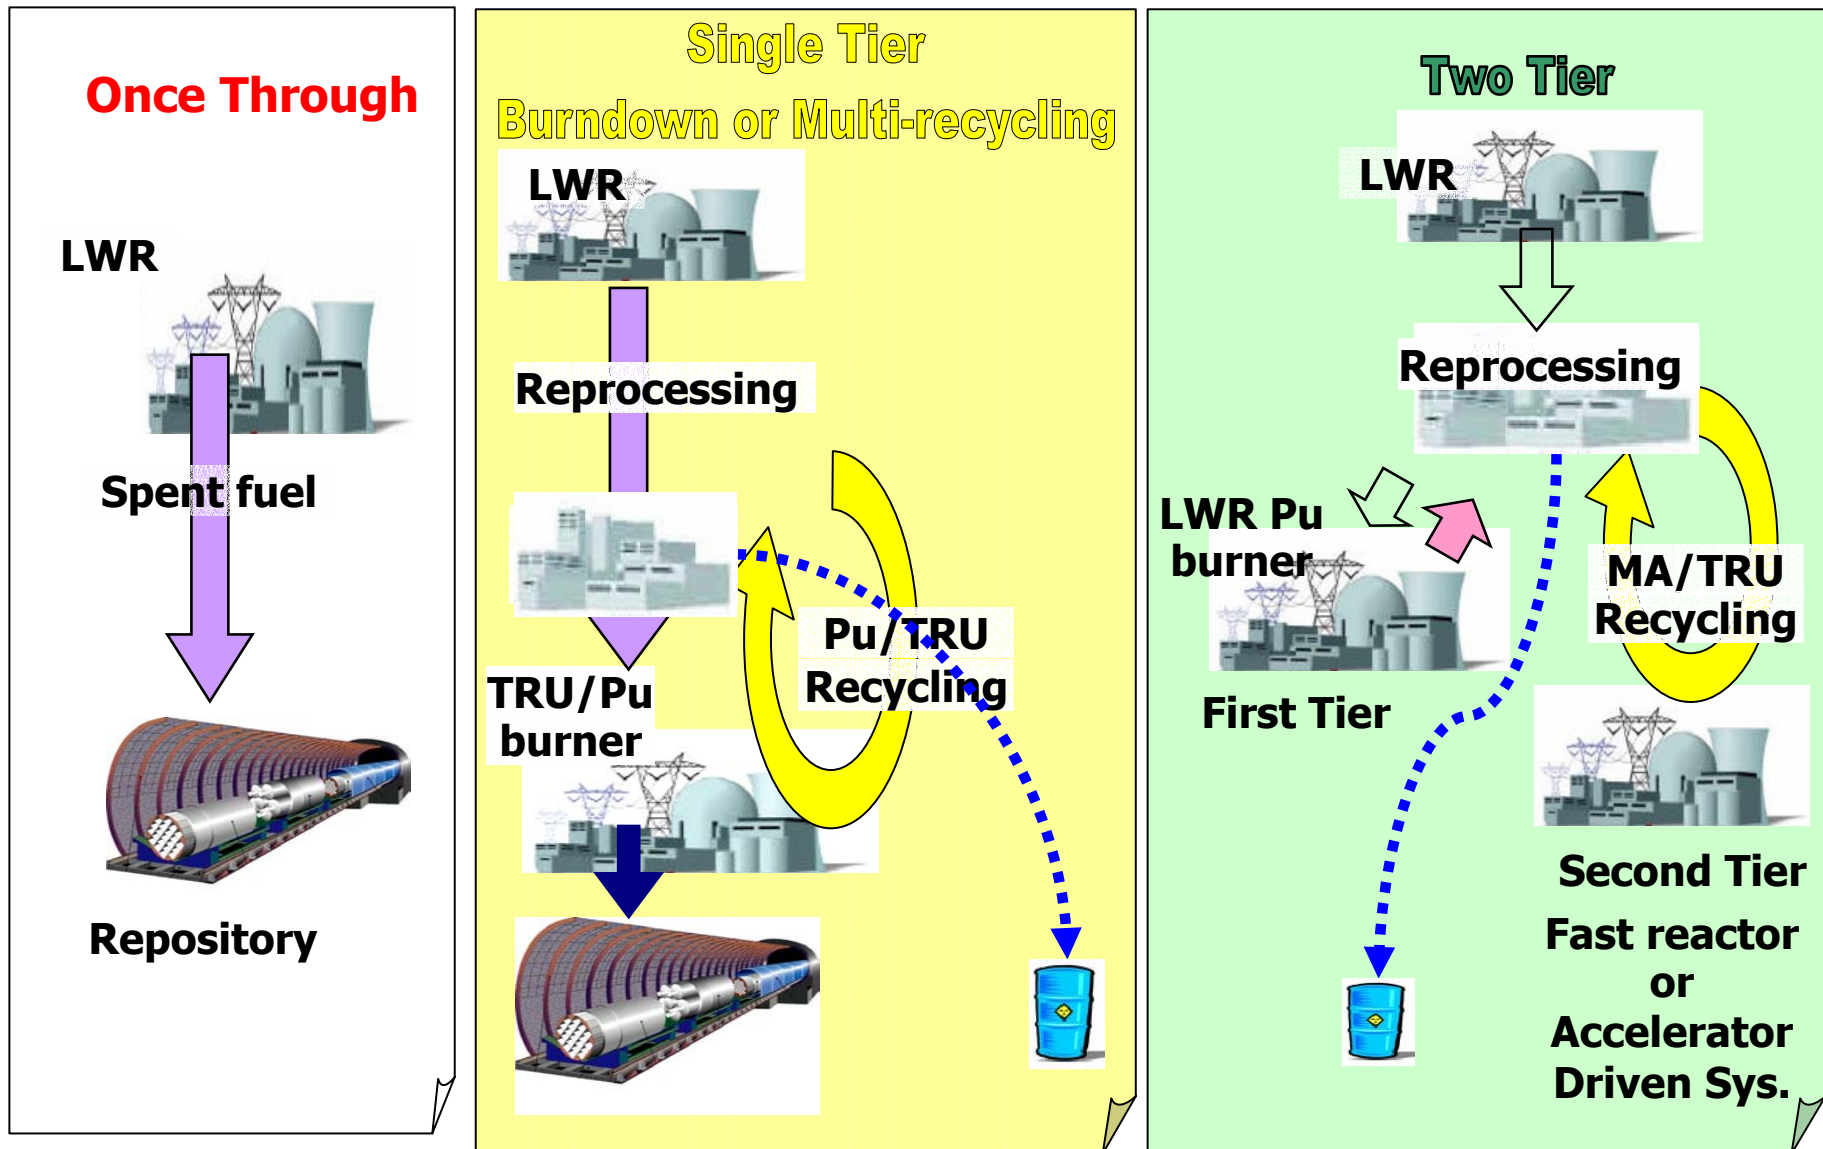 Once Through
LWR
Spent fuel
Repository
Single Tier
Burndown or Multi-recycling
LWR
Reprocessing
Pu/TRU
Recycling
TRU/Pu
burner
Two Tier
LWR
Reprocessing
LWR Pu
burner
MA/TRU
Recycling
First Tier
Second Tier
Fast reactor
or
Accelerator
Driven Sys.